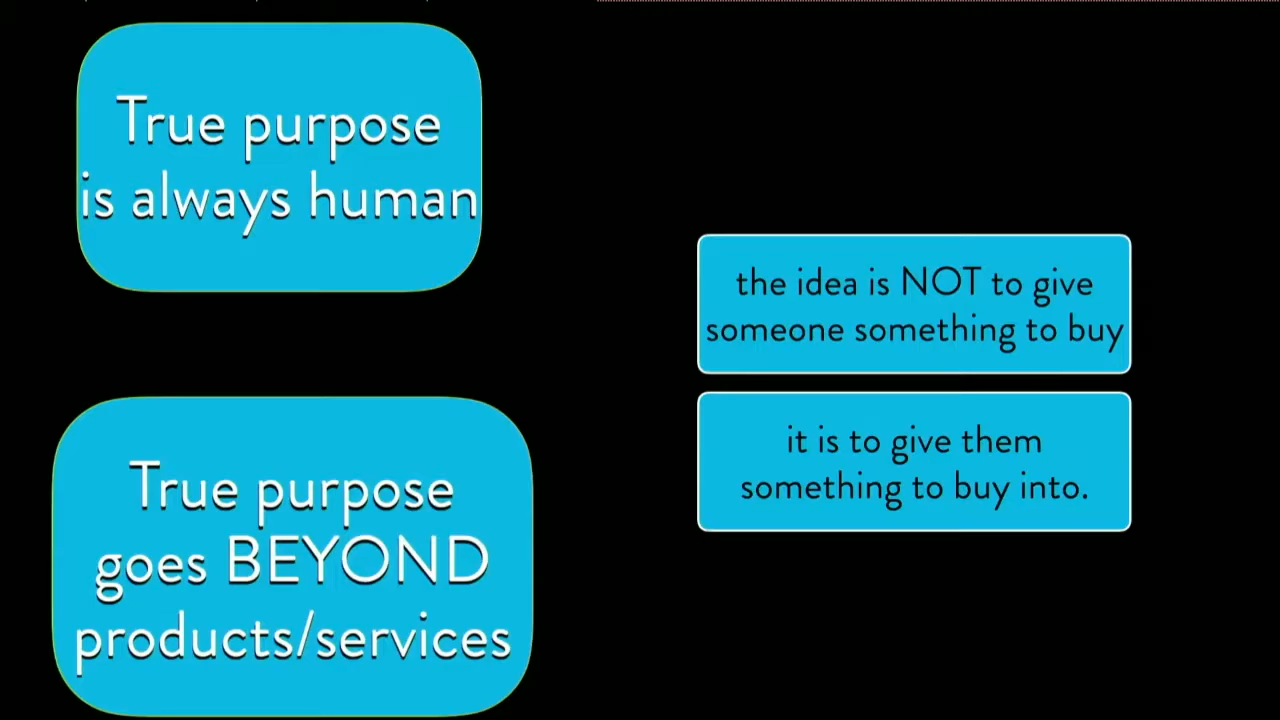 True purpose
is always human
True purpose
goes BEYOND
products/services
the idea is NOT to give
someone something to buy
it is to give them
something to buy into.